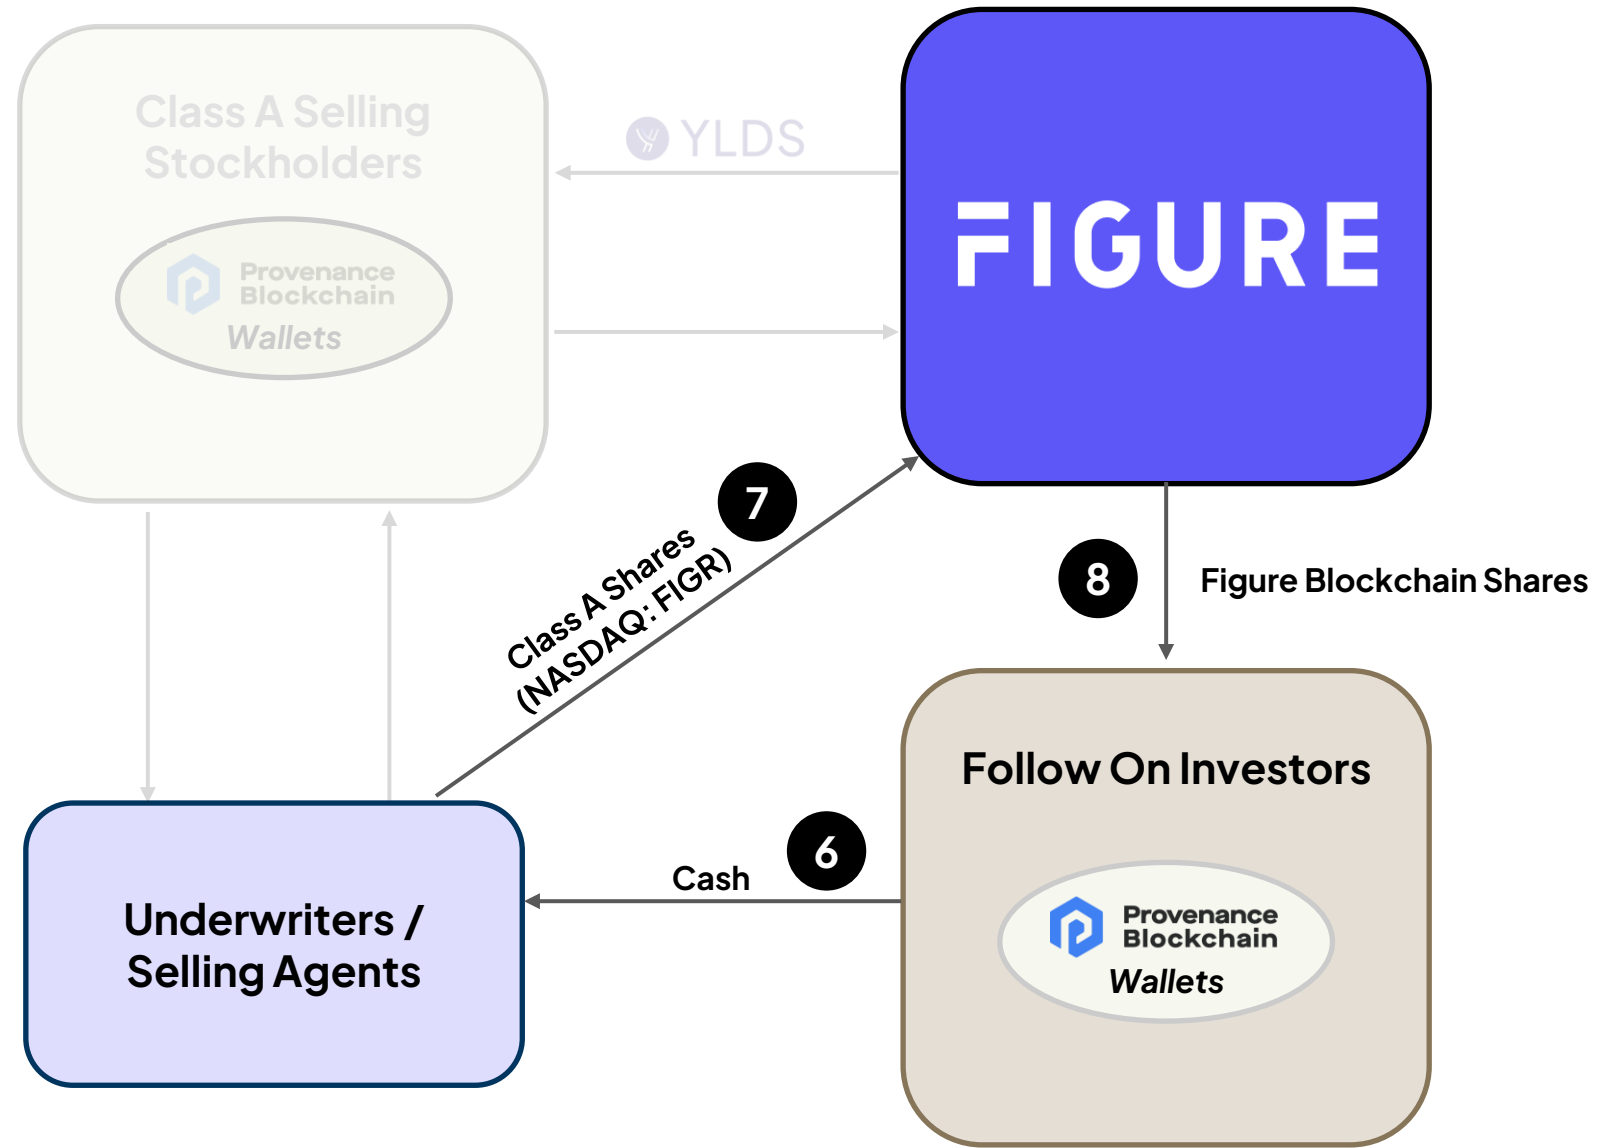 Class A Selling
Stockholders
Provenance
Blockchain
Wallets
YLDS
FIGURE
7
Class A Shares
(NASDAQ: FIGR)
8
Figure Blockchain Shares
Follow On Investors
Provenance
Blockchain
Wallets
6
Cash
Underwriters /
Selling Agents